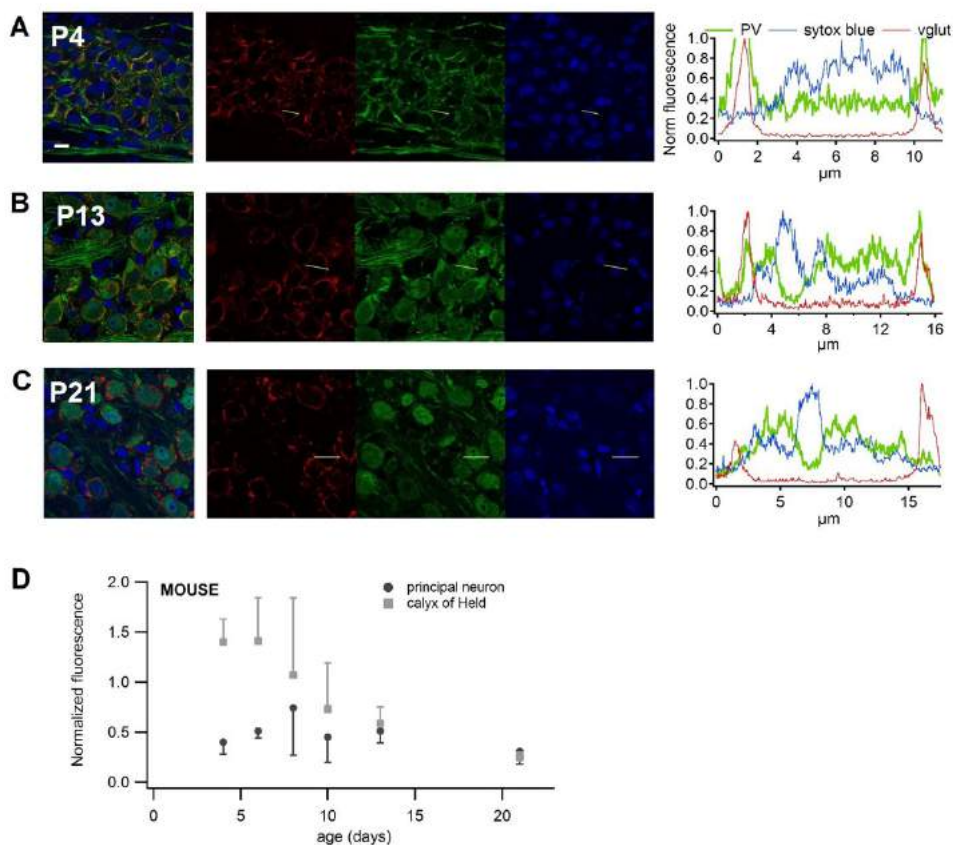 A
P4
PV
sytox blue
vglut
Norm fluorescence
1.0
0.8
0.6
0.4
0.2
0.0
0 2 4 6 8 10
µm
B
P13
1.0
0.8
0.6
0.4
0.2
0.0
0 4 8 12 16
µm
C
P21
1.0
0.8
0.6
0.4
0.2
0.0
0 5 10 15
µm
D
MOUSE
principal neuron
calyx of Held
Normalized fluorescence
2.0
1.5
1.0
0.5
0.0
0 5 10 15 20
age (days)